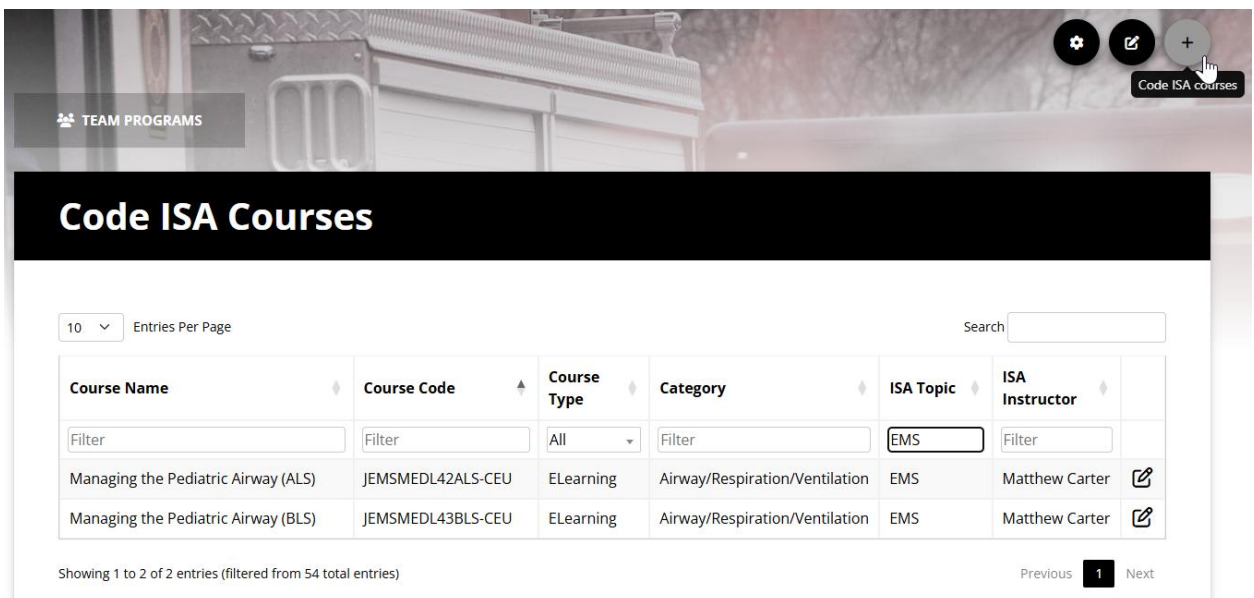 Code ISA courses
TEAM PROGRAMS
Code ISA Courses
10 Entries Per Page Search
Course Name Course Code Course Type Category ISA Topic ISA Instructor
Filter Filter All Filter EMS Filter
Managing the Pediatric Airway (ALS) JEMSMEDL42ALS-CEU ELearning Airway/Respiration/Ventilation EMS Matthew Carter
Managing the Pediatric Airway (BLS) JEMSMEDL43BLS-CEU ELearning Airway/Respiration/Ventilation EMS Matthew Carter
Showing 1 to 2 of 2 entries (filtered from 54 total entries) Previous 1 Next